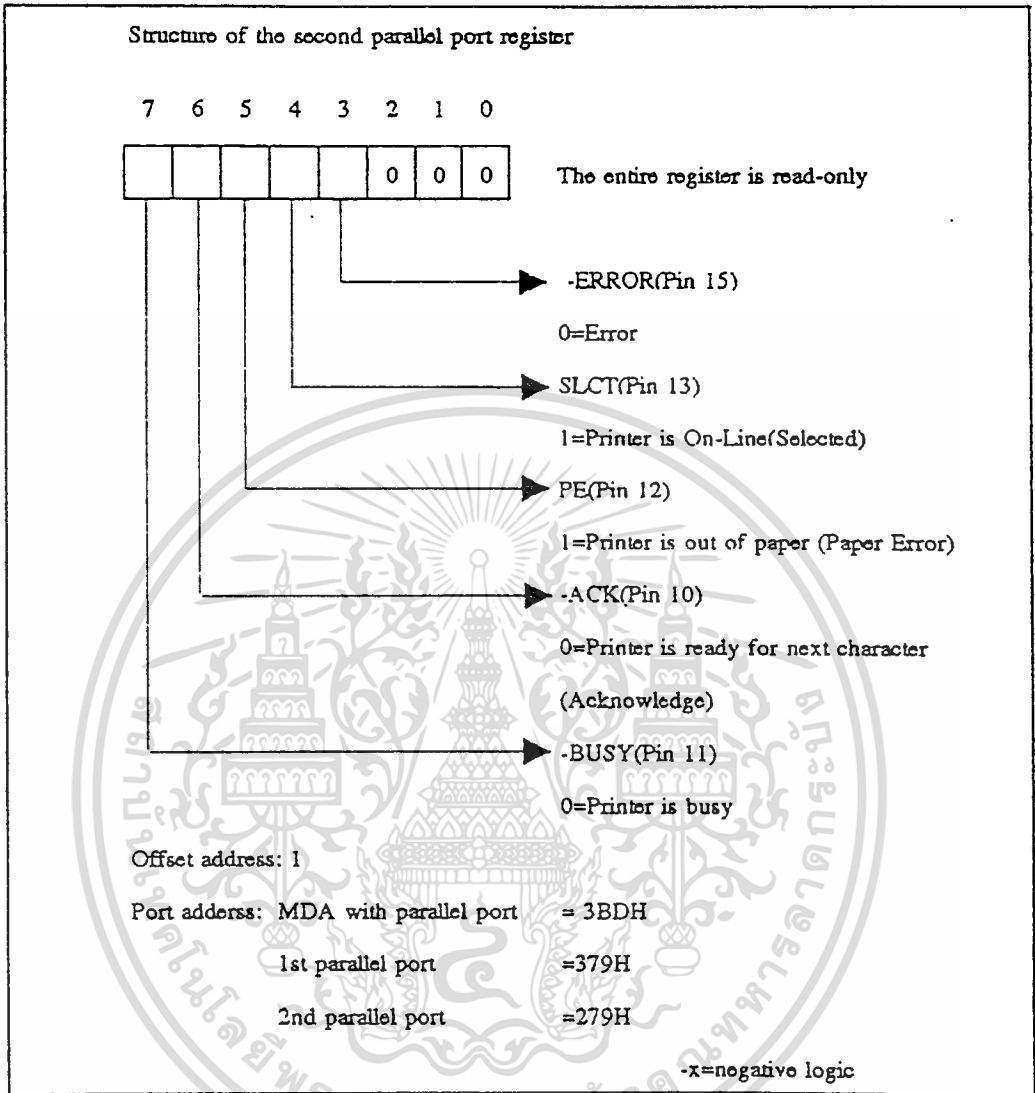 Structure of the second parallel port register
7 6 5 4 3 2 1 0
0 0 0 The entire register is read-only
-ERROR(Pin 15)
0=Error
SLCT(Pin 13)
1=Printer is On-Line(Selected)
PE(Pin 12)
1=Printer is out of paper (Paper Error)
-ACK(Pin 10)
0=Printer is ready for next character
(Acknowledge)
-BUSY(Pin 11)
0=Printer is busy
Offset address: 1
Port adderss: MDA with parallel port = 3BDH
1st parallel port =379H
2nd parallel port =279H
-x=negative logic